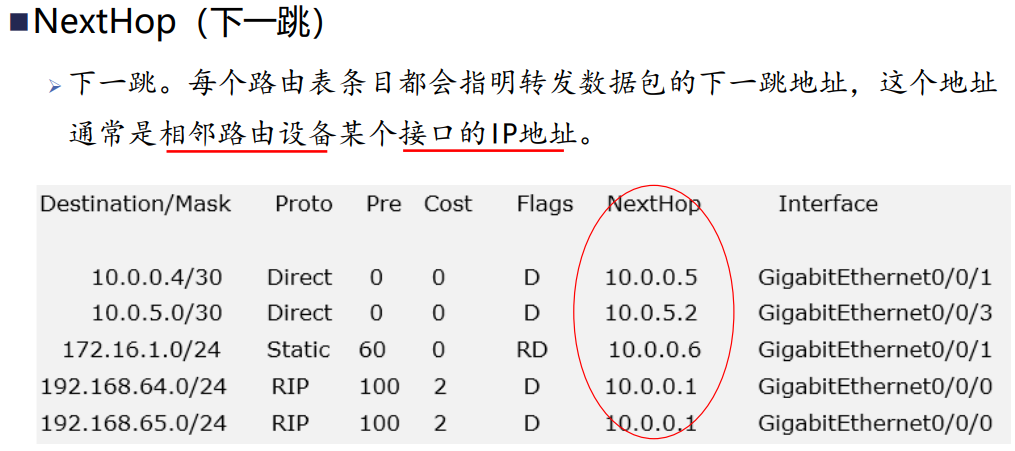 NextHop（下一跳）
下一跳。每个路由表条目都会指明转发数据包的下一跳地址，这个地址
通常是相邻路由设备某个接口的IP地址。
Destination/Mask Proto Pre Cost Flags NextHop Interface
10.0.0.4/30 Direct 0 0 D 10.0.0.5 GigabitEthernet0/0/1
10.0.5.0/30 Direct 0 0 D 10.0.5.2 GigabitEthernet0/0/3
172.16.1.0/24 Static 60 0 RD 10.0.0.6 GigabitEthernet0/0/1
192.168.64.0/24 RIP 100 2 D 10.0.0.1 GigabitEthernet0/0/0
192.168.65.0/24 RIP 100 2 D 10.0.0.1 GigabitEthernet0/0/0